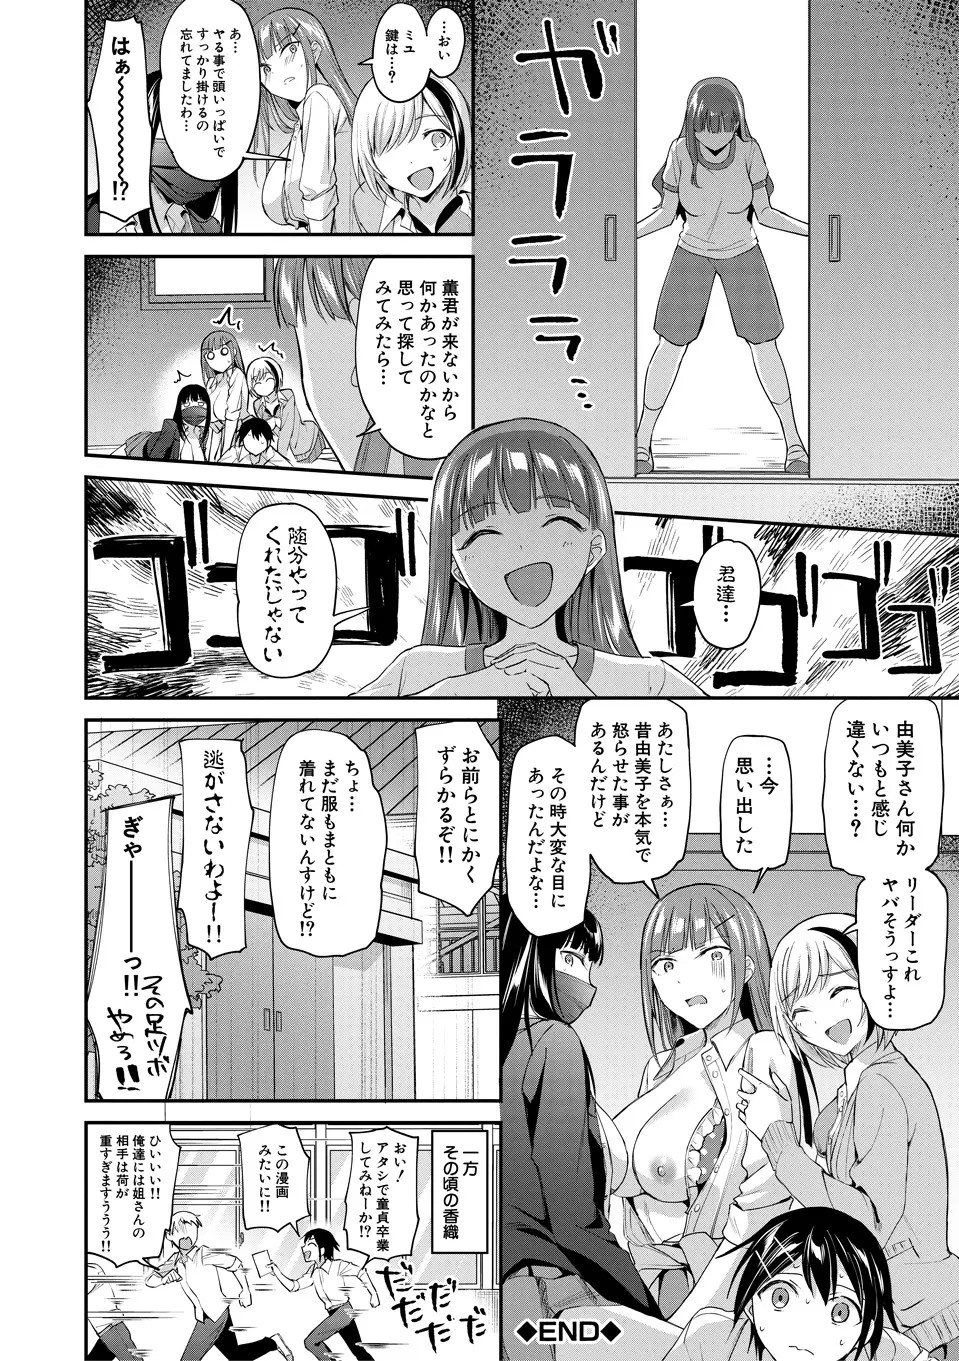 ガラララ…
…おい
ミユ
鍵は…?
あ…
ヤる事で頭いっぱいで
すっかり掛けるの
忘れてましたわ…
はぁ〜〜〜〜!?
薫君が来ないから
何かあったのかなと
思って探して
みてみたら…
君達…
随分やって
くれたじゃない
ゴゴゴ
ゴゴゴ
由美子さん何か
いつもと感じ
違くない…?
リーダーこれ
ヤバそうっすよ…
…今
思い出した
あたしさぁ…
昔由美子を本気で
怒らせた事が
あるんだけど
その時大変な目に
あったんだよな…
お前らとにかく
ずらかるぞ!!
ちょ…
まだ服もまともに
着れてないんすけど!?
逃がさないわよー!!
ぎゃーーーっ!!
その足ツボ
やめろ!!
一方
その頃の香織
おい!
アタシで童貞卒業
してみねーか!?
この漫画
みたいに!!
ひいいい!!
俺達には姐さんの
相手は荷が
重すぎますううう!!
だだだだだ
◆END◆